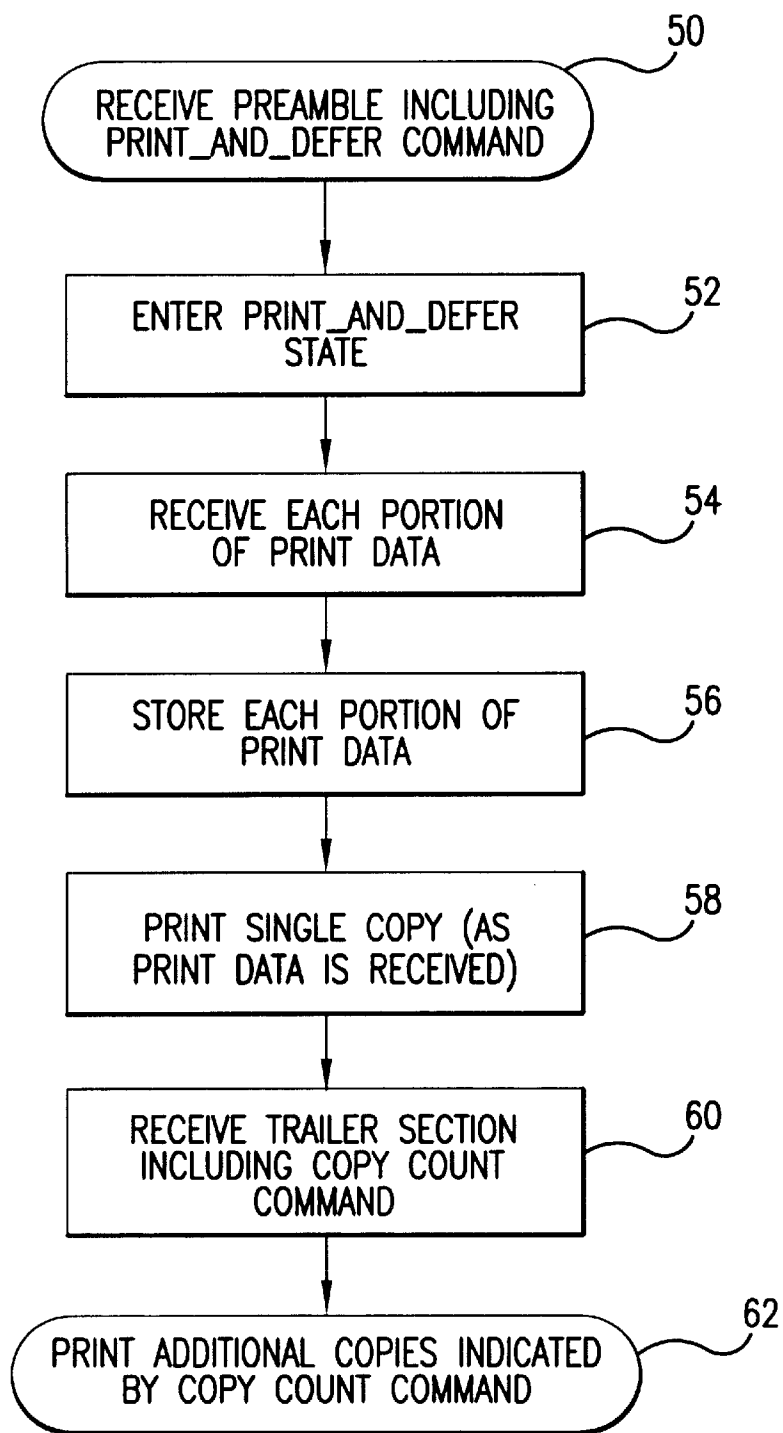 50
RECEIVE PREAMBLE INCLUDING
PRINT_AND_DEFER COMMAND
52
ENTER PRINT_AND_DEFER
STATE
54
RECEIVE EACH PORTION
OF PRINT DATA
56
STORE EACH PORTION OF
PRINT DATA
58
PRINT SINGLE COPY (AS
PRINT DATA IS RECEIVED)
60
RECEIVE TRAILER SECTION
INCLUDING COPY COUNT
COMMAND
62
PRINT ADDITIONAL COPIES INDICATED
BY COPY COUNT COMMAND